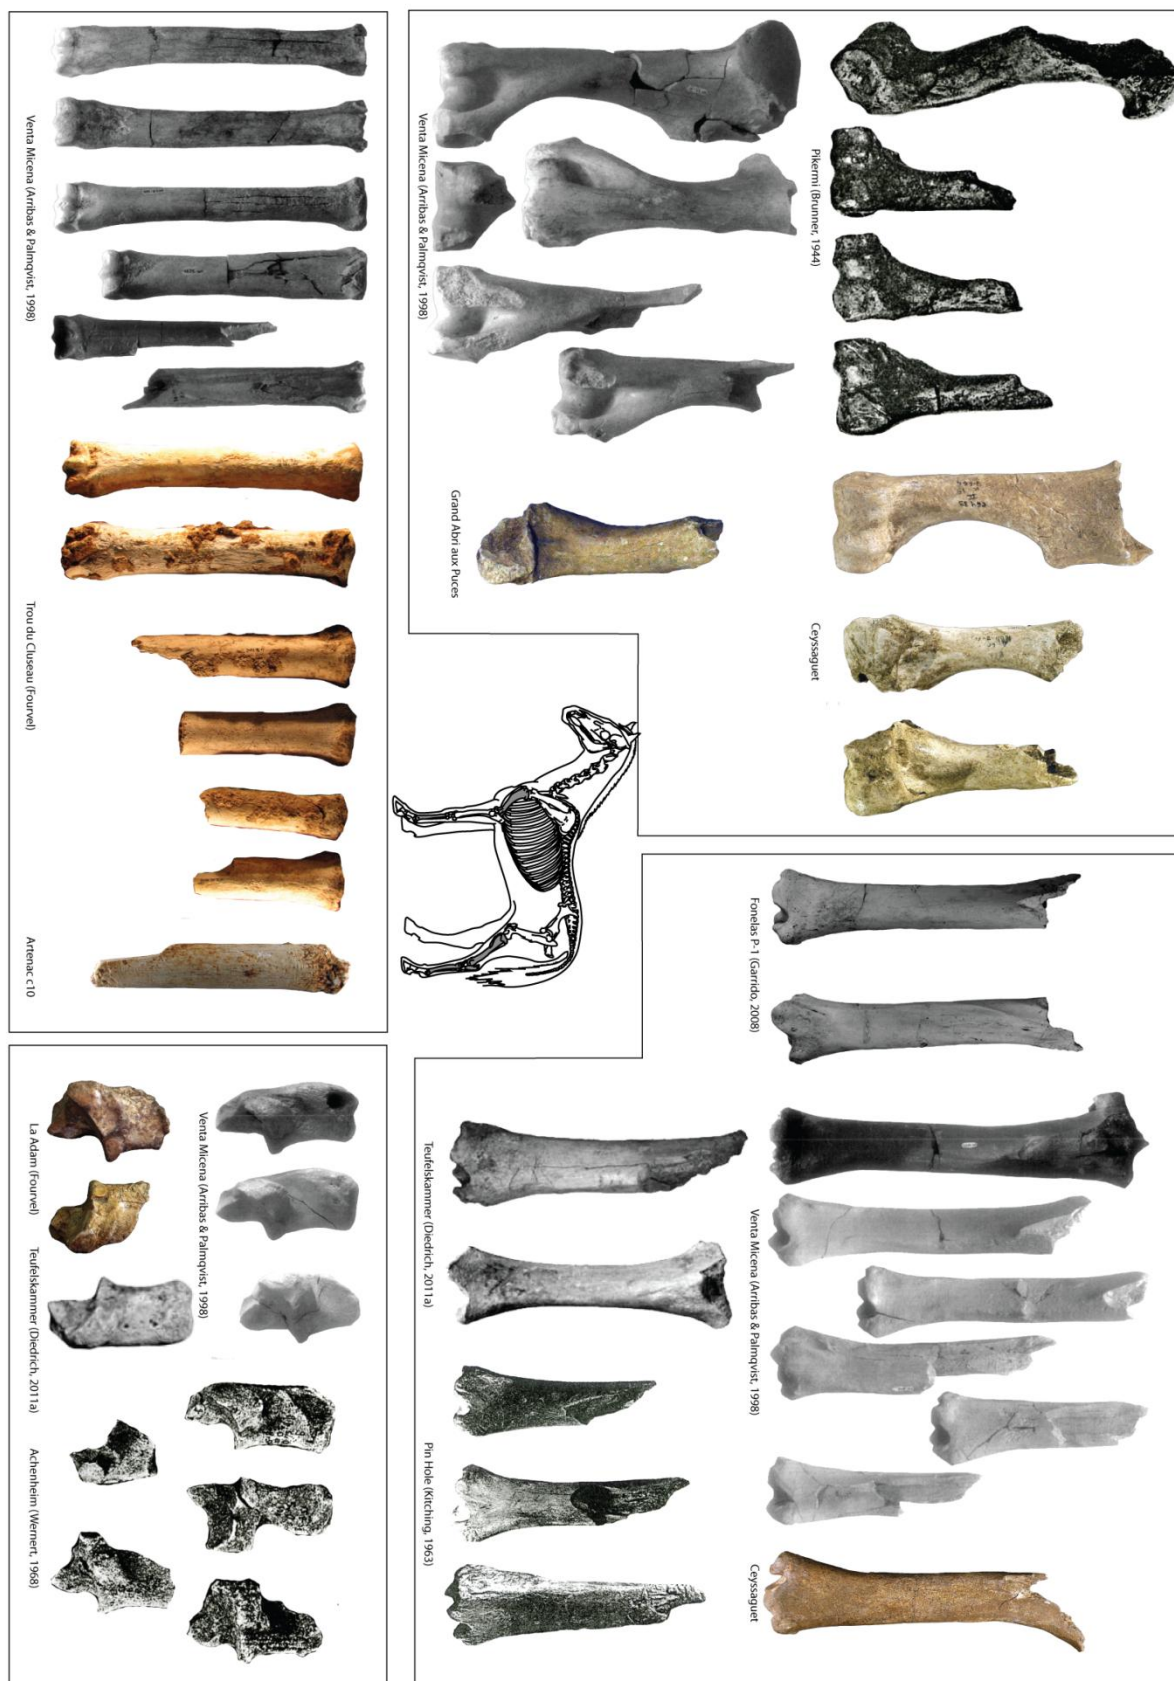 Venta Micena (Arribas & Palmqvist, 1998)
Trou du Cluseau (Fourvel)
Artenac c10
Pikermi (Brunner, 1944)
Venta Micena (Arribas & Palmqvist, 1998)
Grand Abri aux Puces
Ceyssaguet
Fonelas P-1 (Garrido, 2008)
Venta Micena (Arribas & Palmqvist, 1998)
Ceyssaguet
Teufelskammer (Diedrich, 2011a)
Pin Hole (Kitching, 1963)
Venta Micena (Arribas & Palmqvist, 1998)
La Adam (Fourvel)
Teufelskammer (Diedrich, 2011a)
Achenheim (Wernert, 1968)